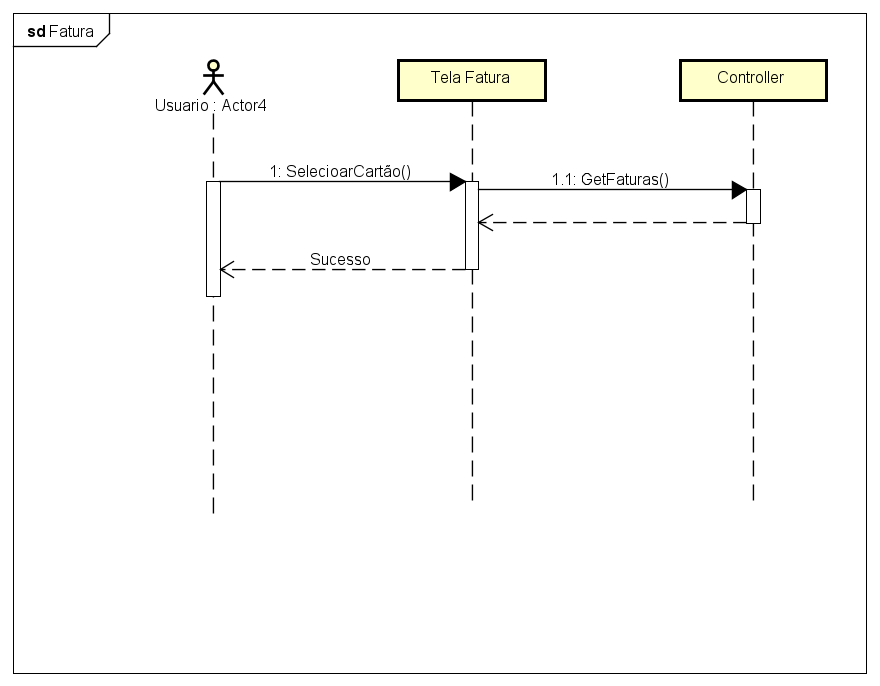 sd Fatura
Usuario : Actor4
Tela Fatura
Controller
1: SelecioarCartão()
1.1: GetFaturas()
Sucesso